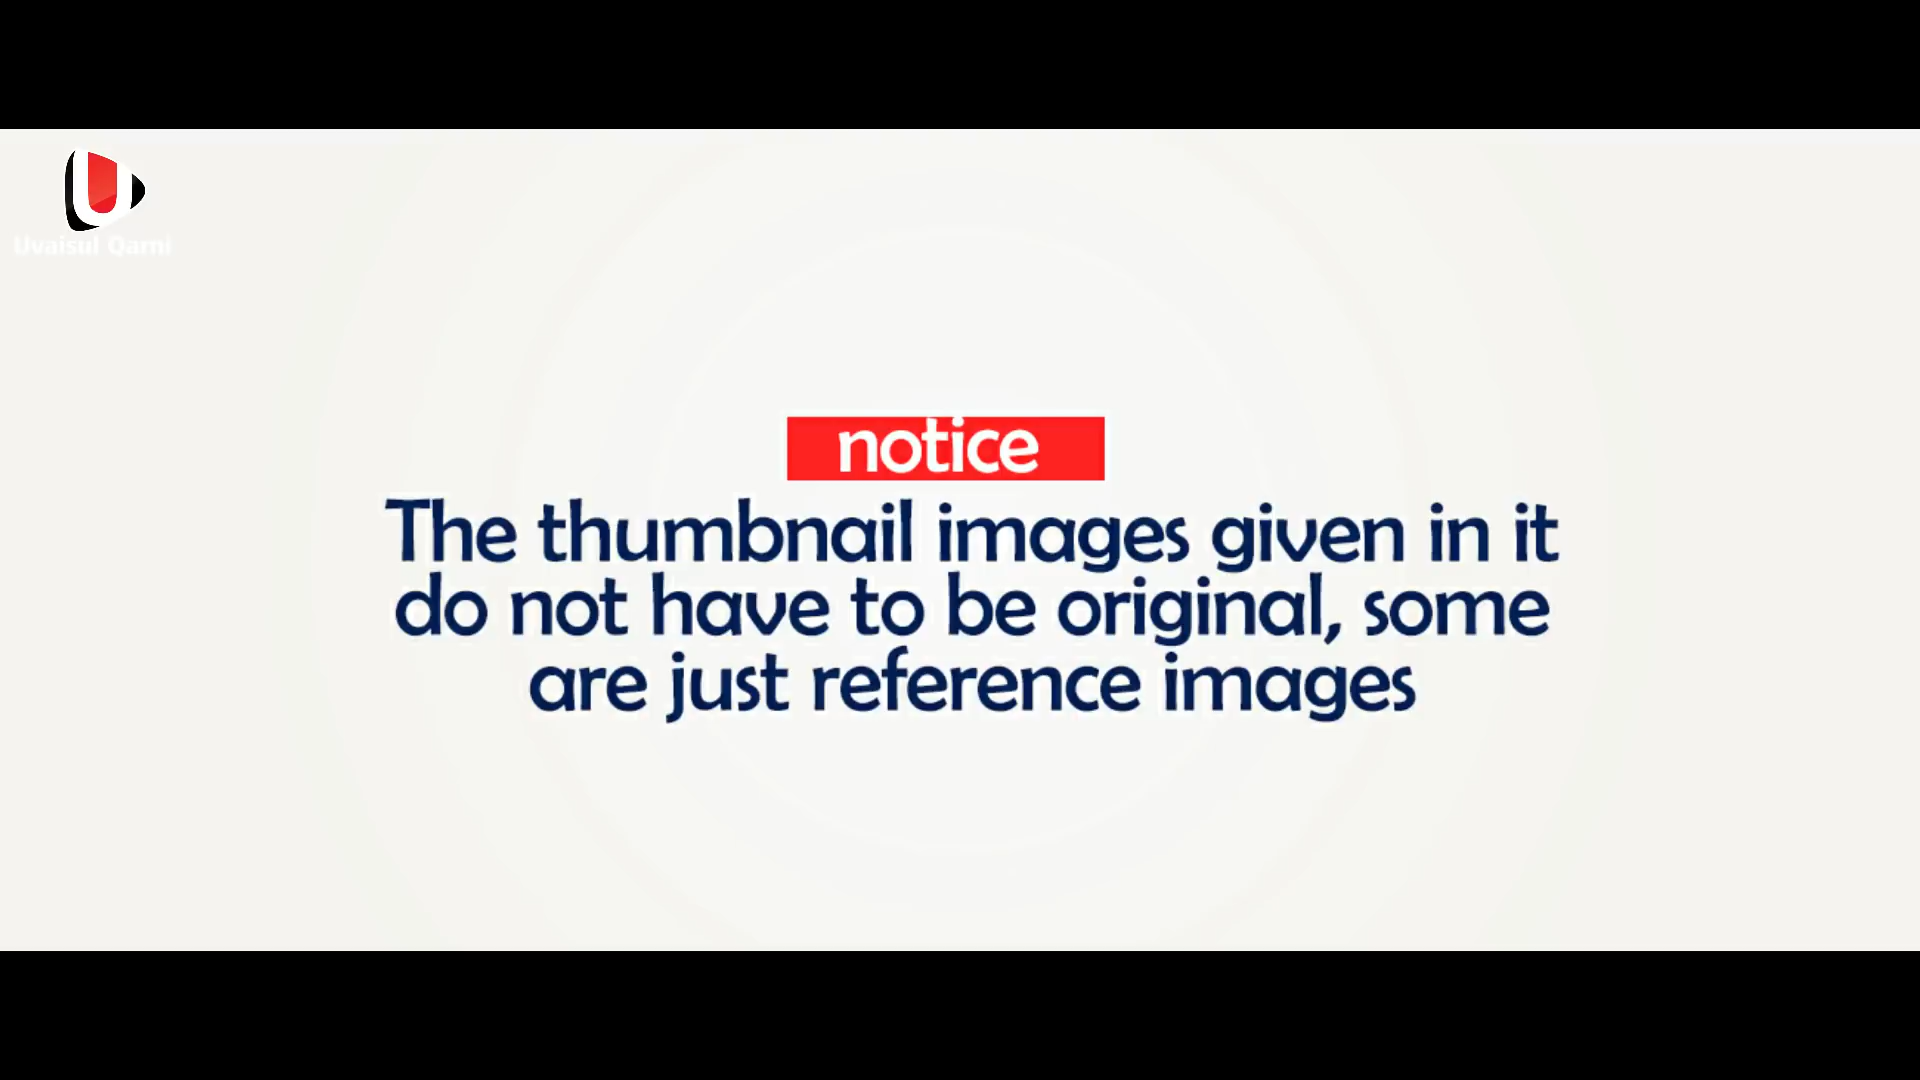 Uvaisul Qarni
notice
The thumbnail images given in it
do not have to be original, some
are just reference images